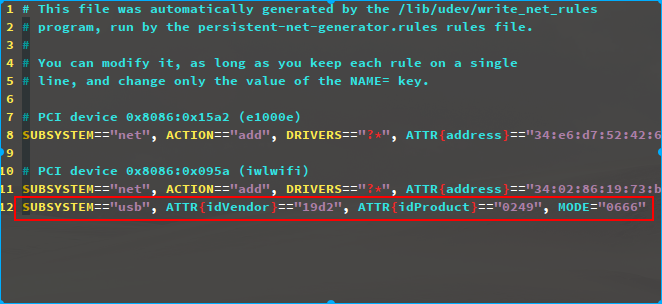 1 # This file was automatically generated by the /lib/udev/write_net_rules
2 # program, run by the persistent-net-generator.rules rules file.
3 #
4 # You can modify it, as long as you keep each rule on a single
5 # line, and change only the value of the NAME= key.
6
7 # PCI device 0x8086:0x15a2 (e1000e)
8 SUBSYSTEM=="net", ACTION=="add", DRIVERS=="?*", ATTR{address}=="34:e6:d7:52:42:6
9
10 # PCI device 0x8086:0x095a (iwlwifi)
11 SUBSYSTEM=="net", ACTION=="add", DRIVERS=="?*", ATTR{address}=="34:02:86:19:73:b
12 SUBSYSTEM=="usb", ATTR{idVendor}=="19d2", ATTR{idProduct}=="0249", MODE="0666"